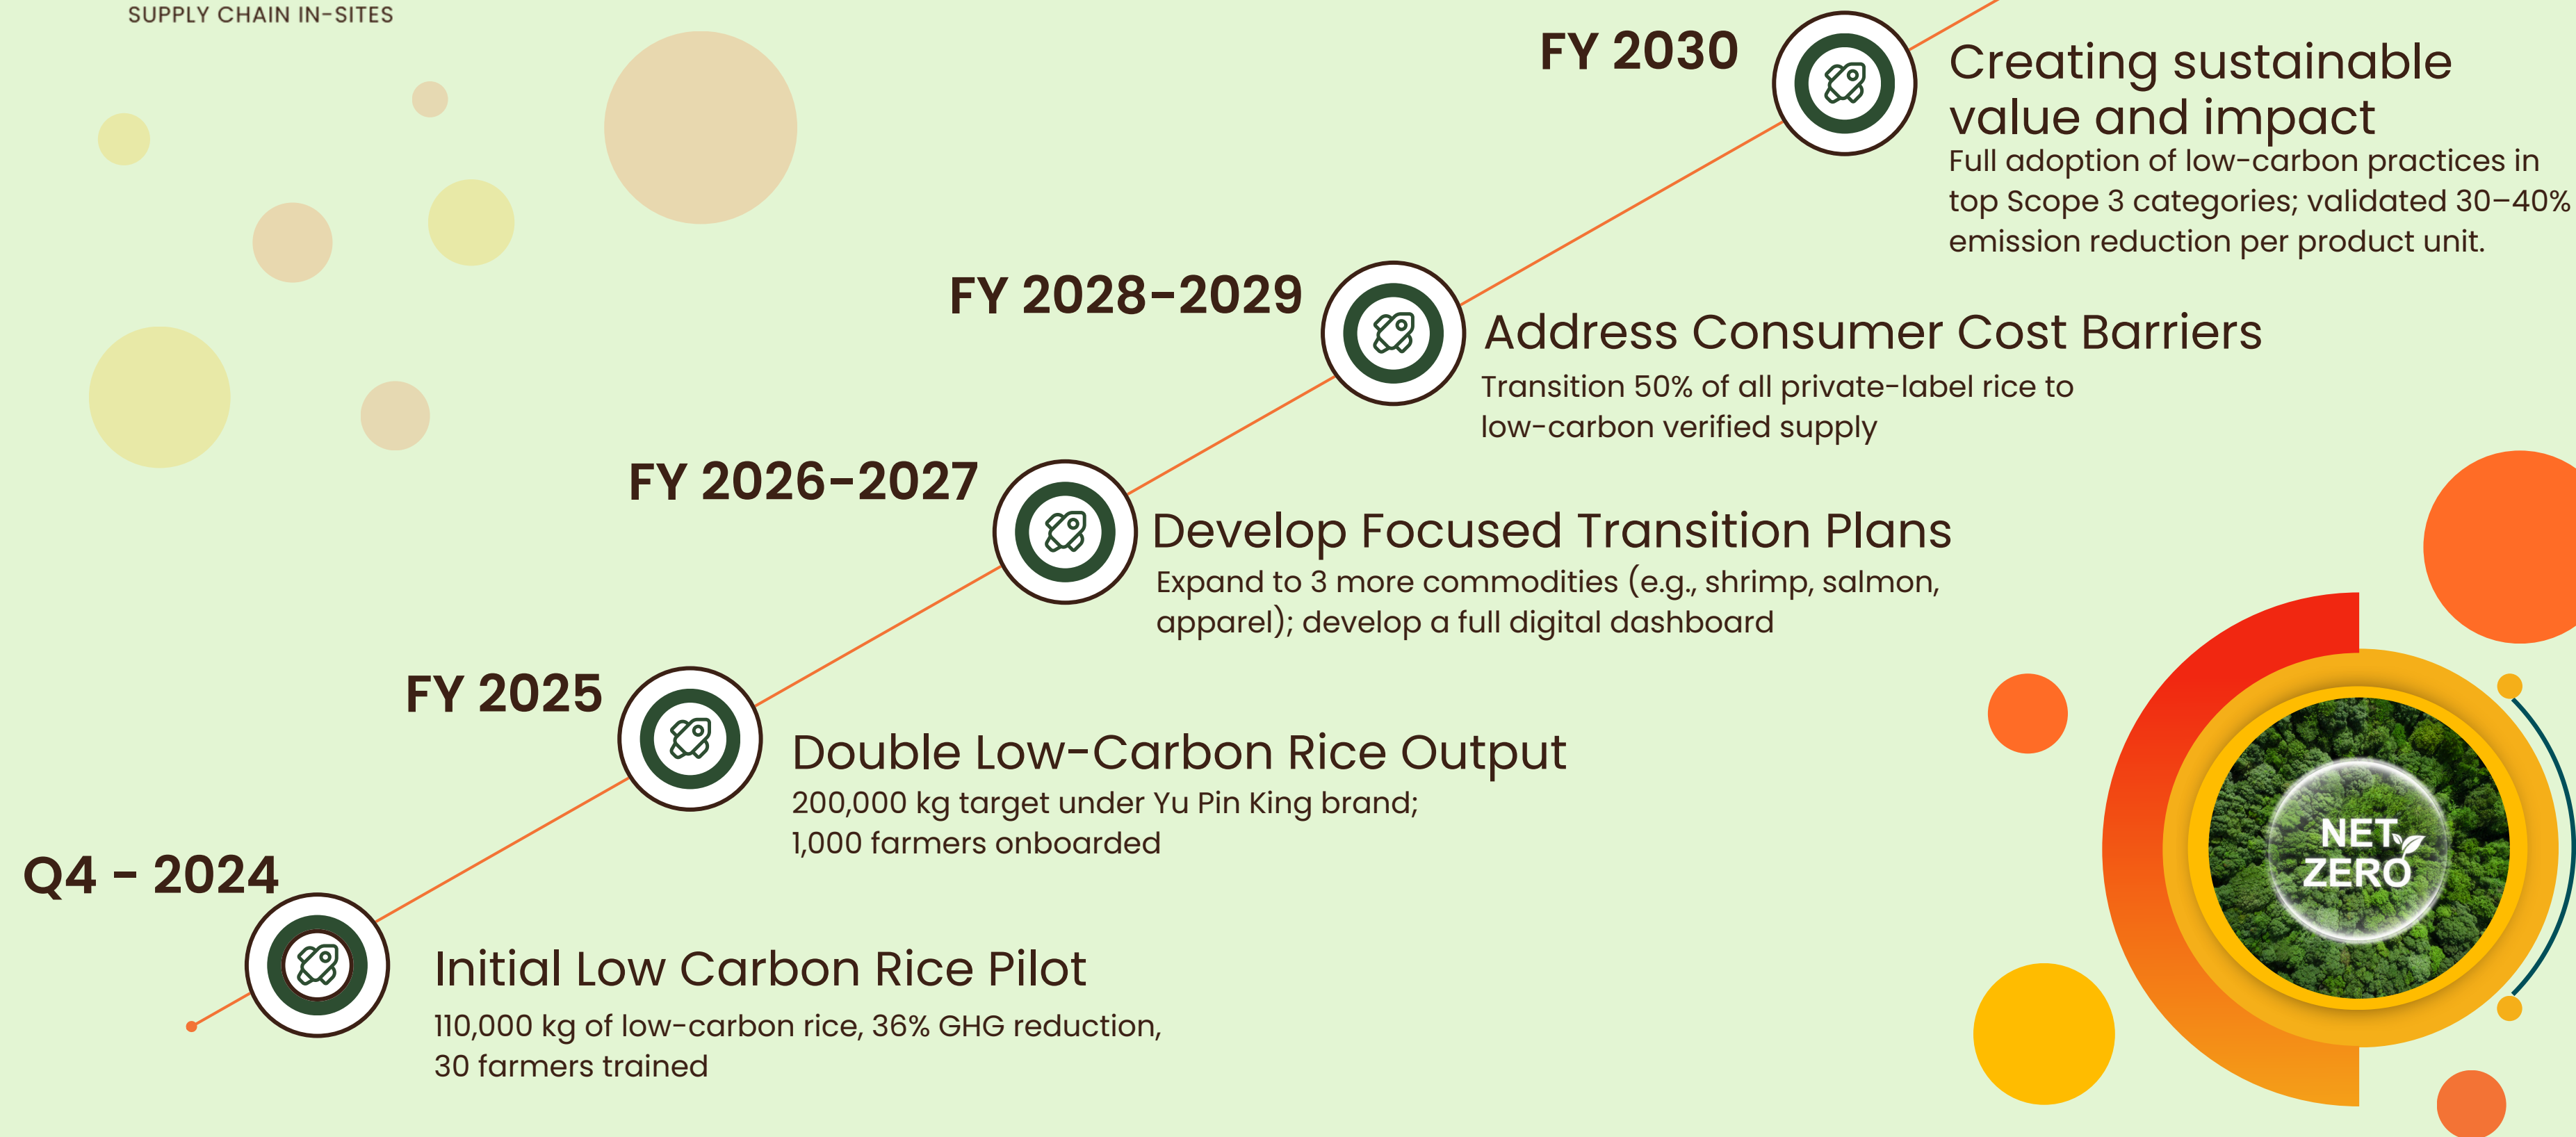 SUPPLY CHAIN IN-SITES
FY 2030
Creating sustainable
value and impact
Full adoption of low-carbon practices in
top Scope 3 categories; validated 30–40%
emission reduction per product unit.
FY 2028-2029
Address Consumer Cost Barriers
Transition 50% of all private-label rice to
low-carbon verified supply
FY 2026-2027
Develop Focused Transition Plans
Expand to 3 more commodities (e.g., shrimp, salmon,
apparel); develop a full digital dashboard
FY 2025
Double Low-Carbon Rice Output
200,000 kg target under Yu Pin King brand;
1,000 farmers onboarded
Q4 - 2024
Initial Low Carbon Rice Pilot
110,000 kg of low-carbon rice, 36% GHG reduction,
30 farmers trained
NET
ZERO